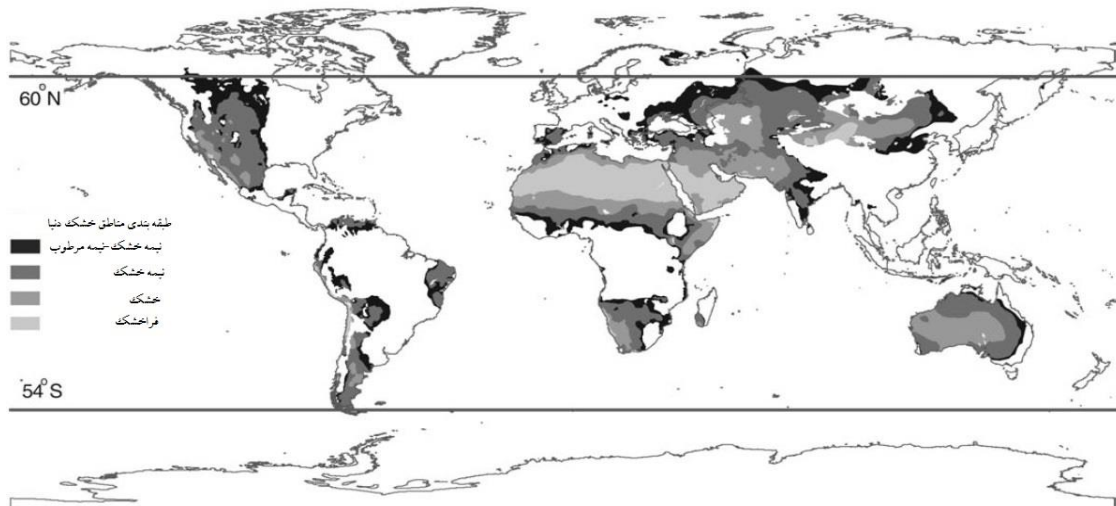 60°N
طبقه بندی مناطق خشک دنیا
نیمه خشک-نیمه مرطوب
نیمه خشک
خشک
فراخشک
54°S